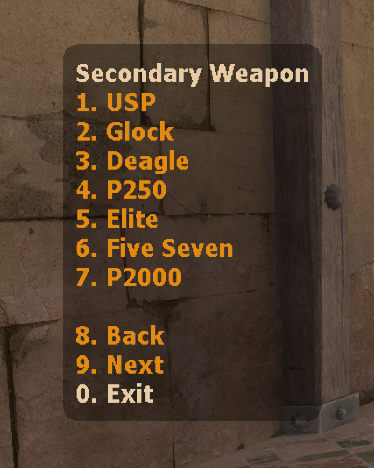 Secondary Weapon
1. USP
2. Glock
3. Deagle
4. P250
5. Elite
6. Five Seven
7. P2000
8. Back
9. Next
0. Exit